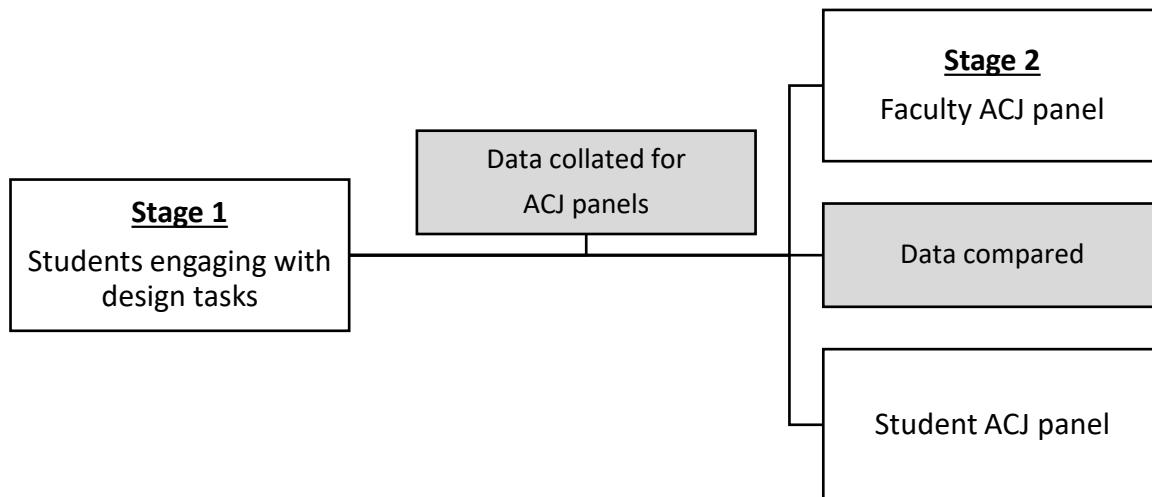 Stage 1
Students engaging with
design tasks
Data collated for
ACJ panels
Stage 2
Faculty ACJ panel
Data compared
Student ACJ panel